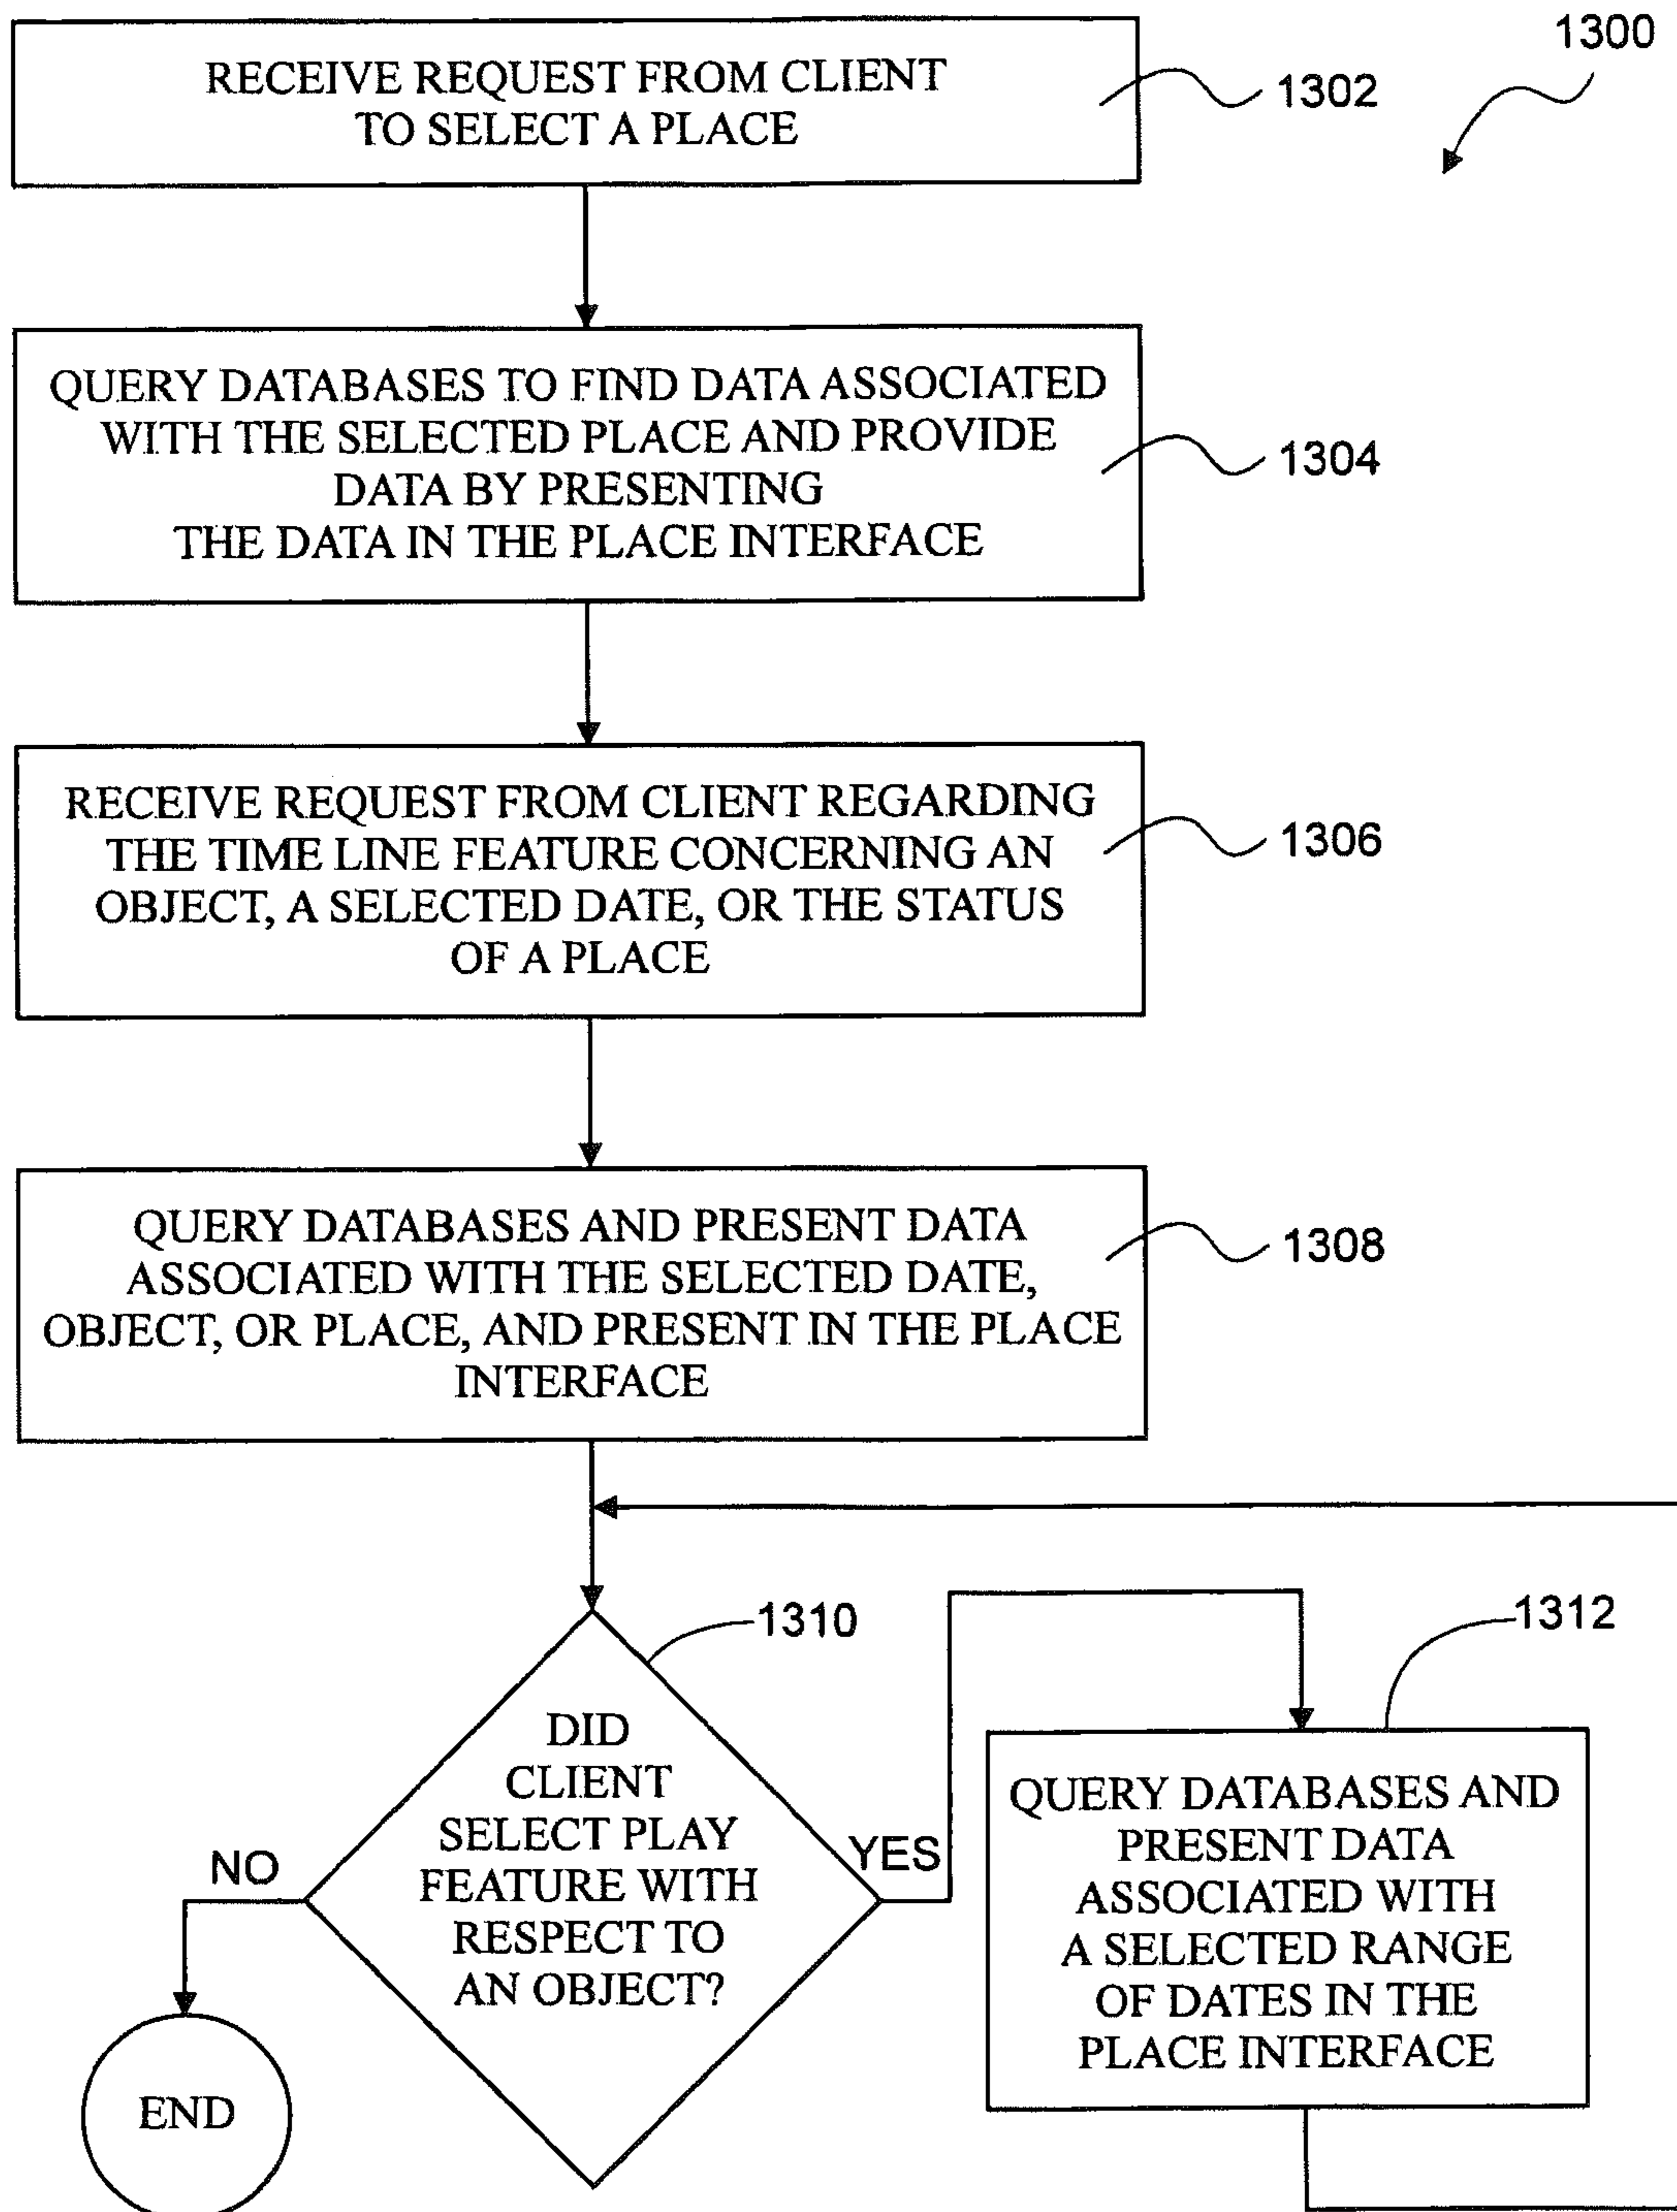 1300
RECEIVE REQUEST FROM CLIENT
TO SELECT A PLACE
1302
QUERY DATABASES TO FIND DATA ASSOCIATED
WITH THE SELECTED PLACE AND PROVIDE
DATA BY PRESENTING
THE DATA IN THE PLACE INTERFACE
1304
RECEIVE REQUEST FROM CLIENT REGARDING
THE TIME LINE FEATURE CONCERNING AN
OBJECT, A SELECTED DATE, OR THE STATUS
OF A PLACE
1306
QUERY DATABASES AND PRESENT DATA
ASSOCIATED WITH THE SELECTED DATE,
OBJECT, OR PLACE, AND PRESENT IN THE PLACE
INTERFACE
1308
1310
DID
CLIENT
SELECT PLAY
FEATURE WITH
RESPECT TO
AN OBJECT?
NO
YES
END
1312
QUERY DATABASES AND
PRESENT DATA
ASSOCIATED WITH
A SELECTED RANGE
OF DATES IN THE
PLACE INTERFACE